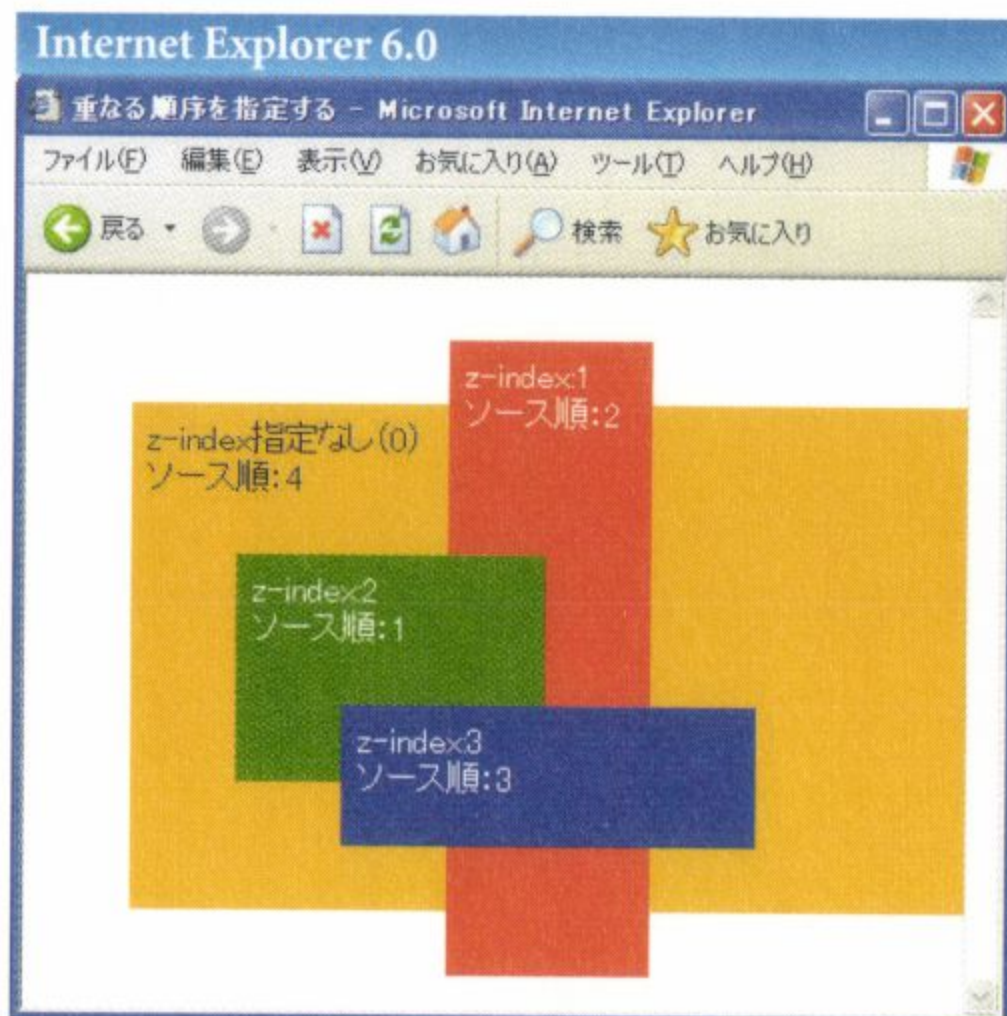 Internet Explorer 6.0
重なる順序を指定する - Microsoft Internet Explorer
ファイル(F) 編集(E) 表示(V) お気に入り(A) ツール(T) ヘルプ(H)
戻る 検索 お気に入り
z-index:1
ソース順:2
z-index指定なし(0)
ソース順:4
z-index:2
ソース順:1
z-index:3
ソース順:3